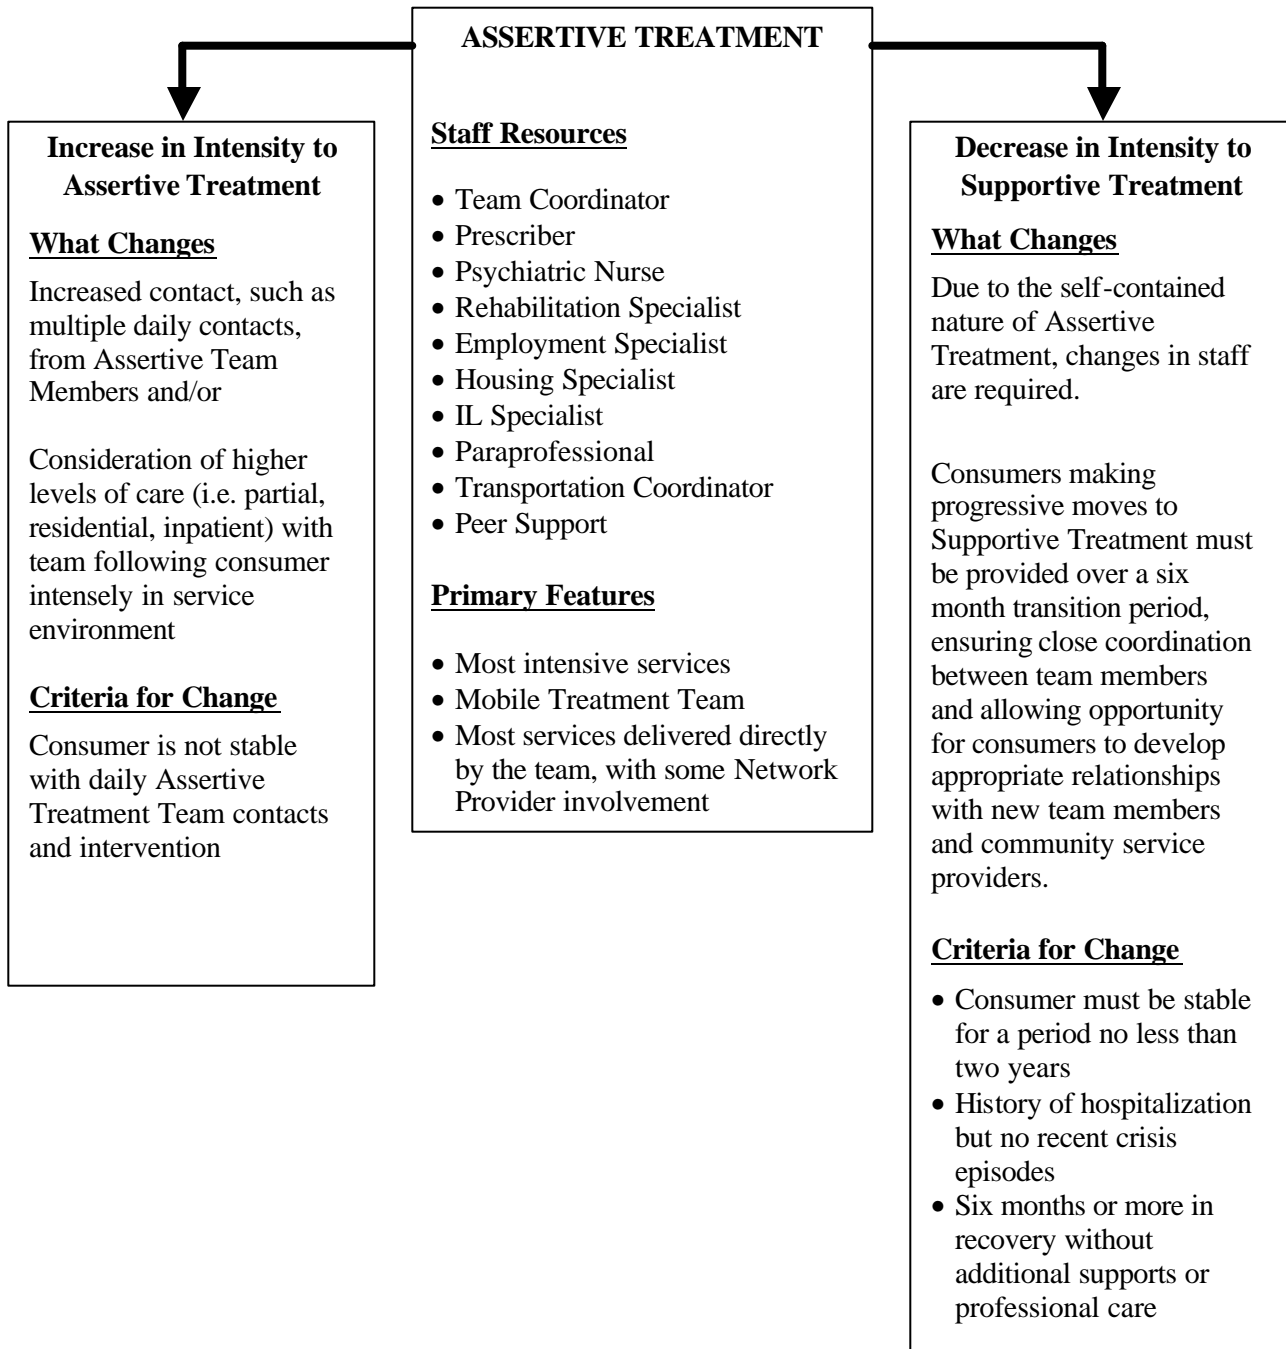 ASSERTIVE TREATMENT
Staff Resources
• Team Coordinator
• Prescriber
• Psychiatric Nurse
• Rehabilitation Specialist
• Employment Specialist
• Housing Specialist
• IL Specialist
• Paraprofessional
• Transportation Coordinator
• Peer Support
Primary Features
• Most intensive services
• Mobile Treatment Team
• Most services delivered directly
by the team, with some Network
Provider involvement
Increase in Intensity to
Assertive Treatment
What Changes
Increased contact, such as
multiple daily contacts,
from Assertive Team
Members and/or
Consideration of higher
levels of care (i.e. partial,
residential, inpatient) with
team following consumer
intensely in service
environment
Criteria for Change
Consumer is not stable
with daily Assertive
Treatment Team contacts
and intervention
Decrease in Intensity to
Supportive Treatment
What Changes
Due to the self-contained
nature of Assertive
Treatment, changes in staff
are required.
Consumers making
progressive moves to
Supportive Treatment must
be provided over a six
month transition period,
ensuring close coordination
between team members
and allowing opportunity
for consumers to develop
appropriate relationships
with new team members
and community service
providers.
Criteria for Change
• Consumer must be stable
for a period no less than
two years
• History of hospitalization
but no recent crisis
episodes
• Six months or more in
recovery without
additional supports or
professional care